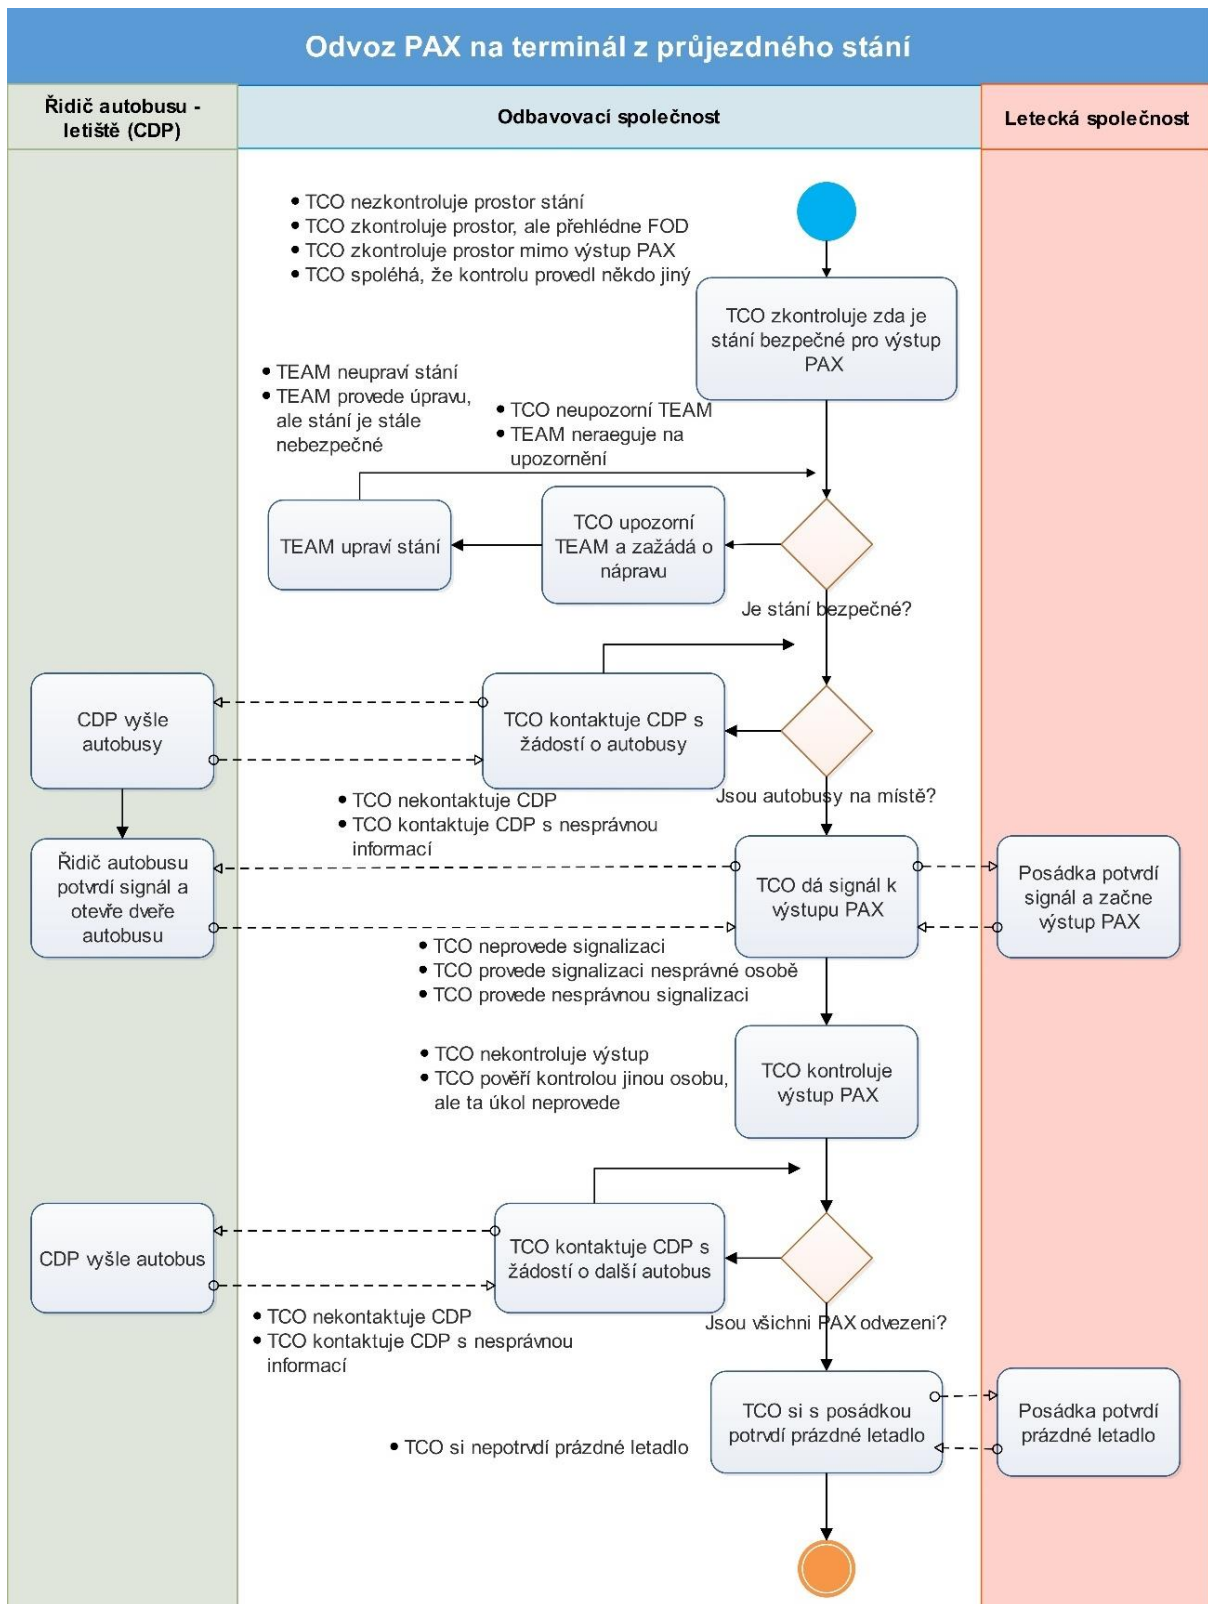 Odvoz PAX na terminál z průjezdného stání
Řidič autobusu -
letiště (CDP)
Odbavovací společnost
Letecká společnost
• TCO nezkontroluje prostor stání
• TCO zkontroluje prostor, ale přehlédne FOD
• TCO zkontroluje prostor mimo výstup PAX
• TCO spoléhá, že kontrolu provedl někdo jiný
TCO zkontroluje zda je
stání bezpečné pro výstup
PAX
• TEAM neupraví stání
• TEAM provede úpravu,
ale stání je stále
nebezpečné
• TCO neupozorní TEAM
• TEAM neraeguje na
upozornění
TEAM upraví stání
TCO upozorní
TEAM a zažádá o
nápravu
Je stání bezpečné?
CDP vyšle
autobusy
TCO kontaktuje CDP s
žádostí o autobusy
Jsou autobusy na místě?
• TCO nekontaktuje CDP
• TCO kontaktuje CDP s nesprávnou
informací
Řidič autobusu
potvrdí signál a
otevře dveře
autobusu
TCO dá signál k
výstupu PAX
Posádka potvrdí
signál a začne
výstup PAX
• TCO neprovede signalizaci
• TCO provede signalizaci nesprávné osobě
• TCO provede nesprávnou signalizaci
• TCO nekontroluje výstup
• TCO pověří kontrolou jinou osobu,
ale ta úkol neprovede
TCO kontroluje
výstup PAX
CDP vyšle autobus
TCO kontaktuje CDP s
žádostí o další autobus
Jsou všichni PAX odvezeni?
• TCO nekontaktuje CDP
• TCO kontaktuje CDP s nesprávnou
informací
TCO si s posádkou
potrvdí prázdné letadlo
Posádka potvrdí
prázdné letadlo
• TCO si nepotvrdí prázdné letadlo